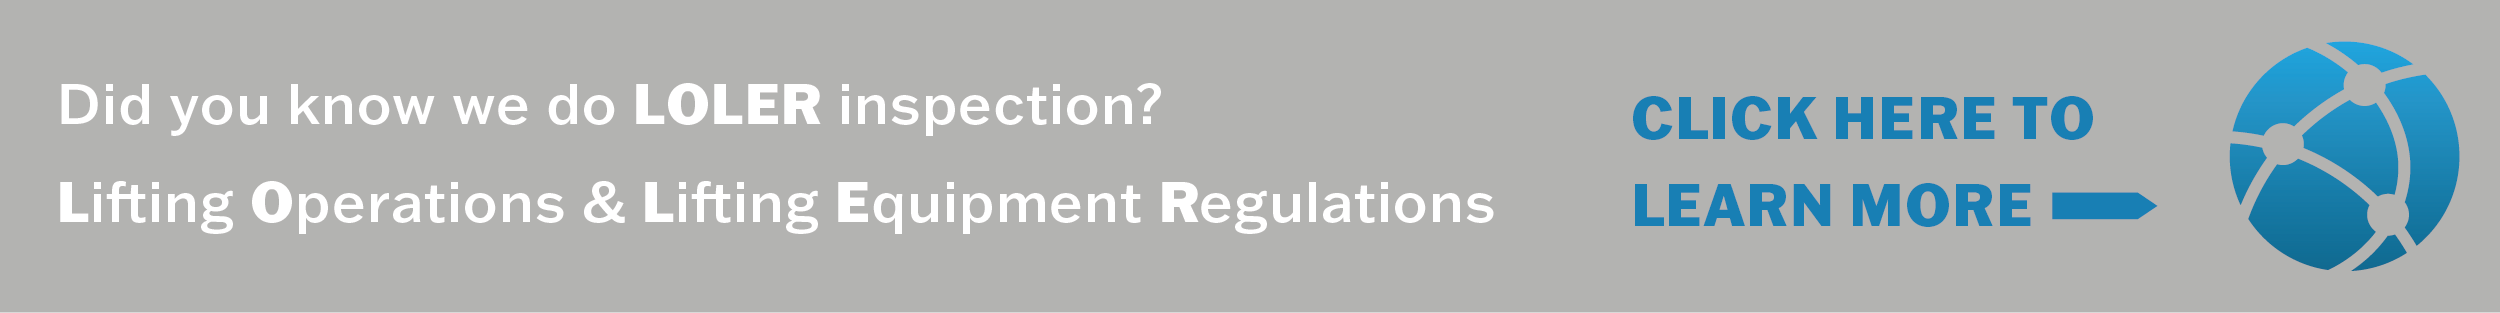 Did you know we do LOLER inspection?
Lifting Operations & Lifting Equipment Regulations
CLICK HERE TO
LEARN MORE